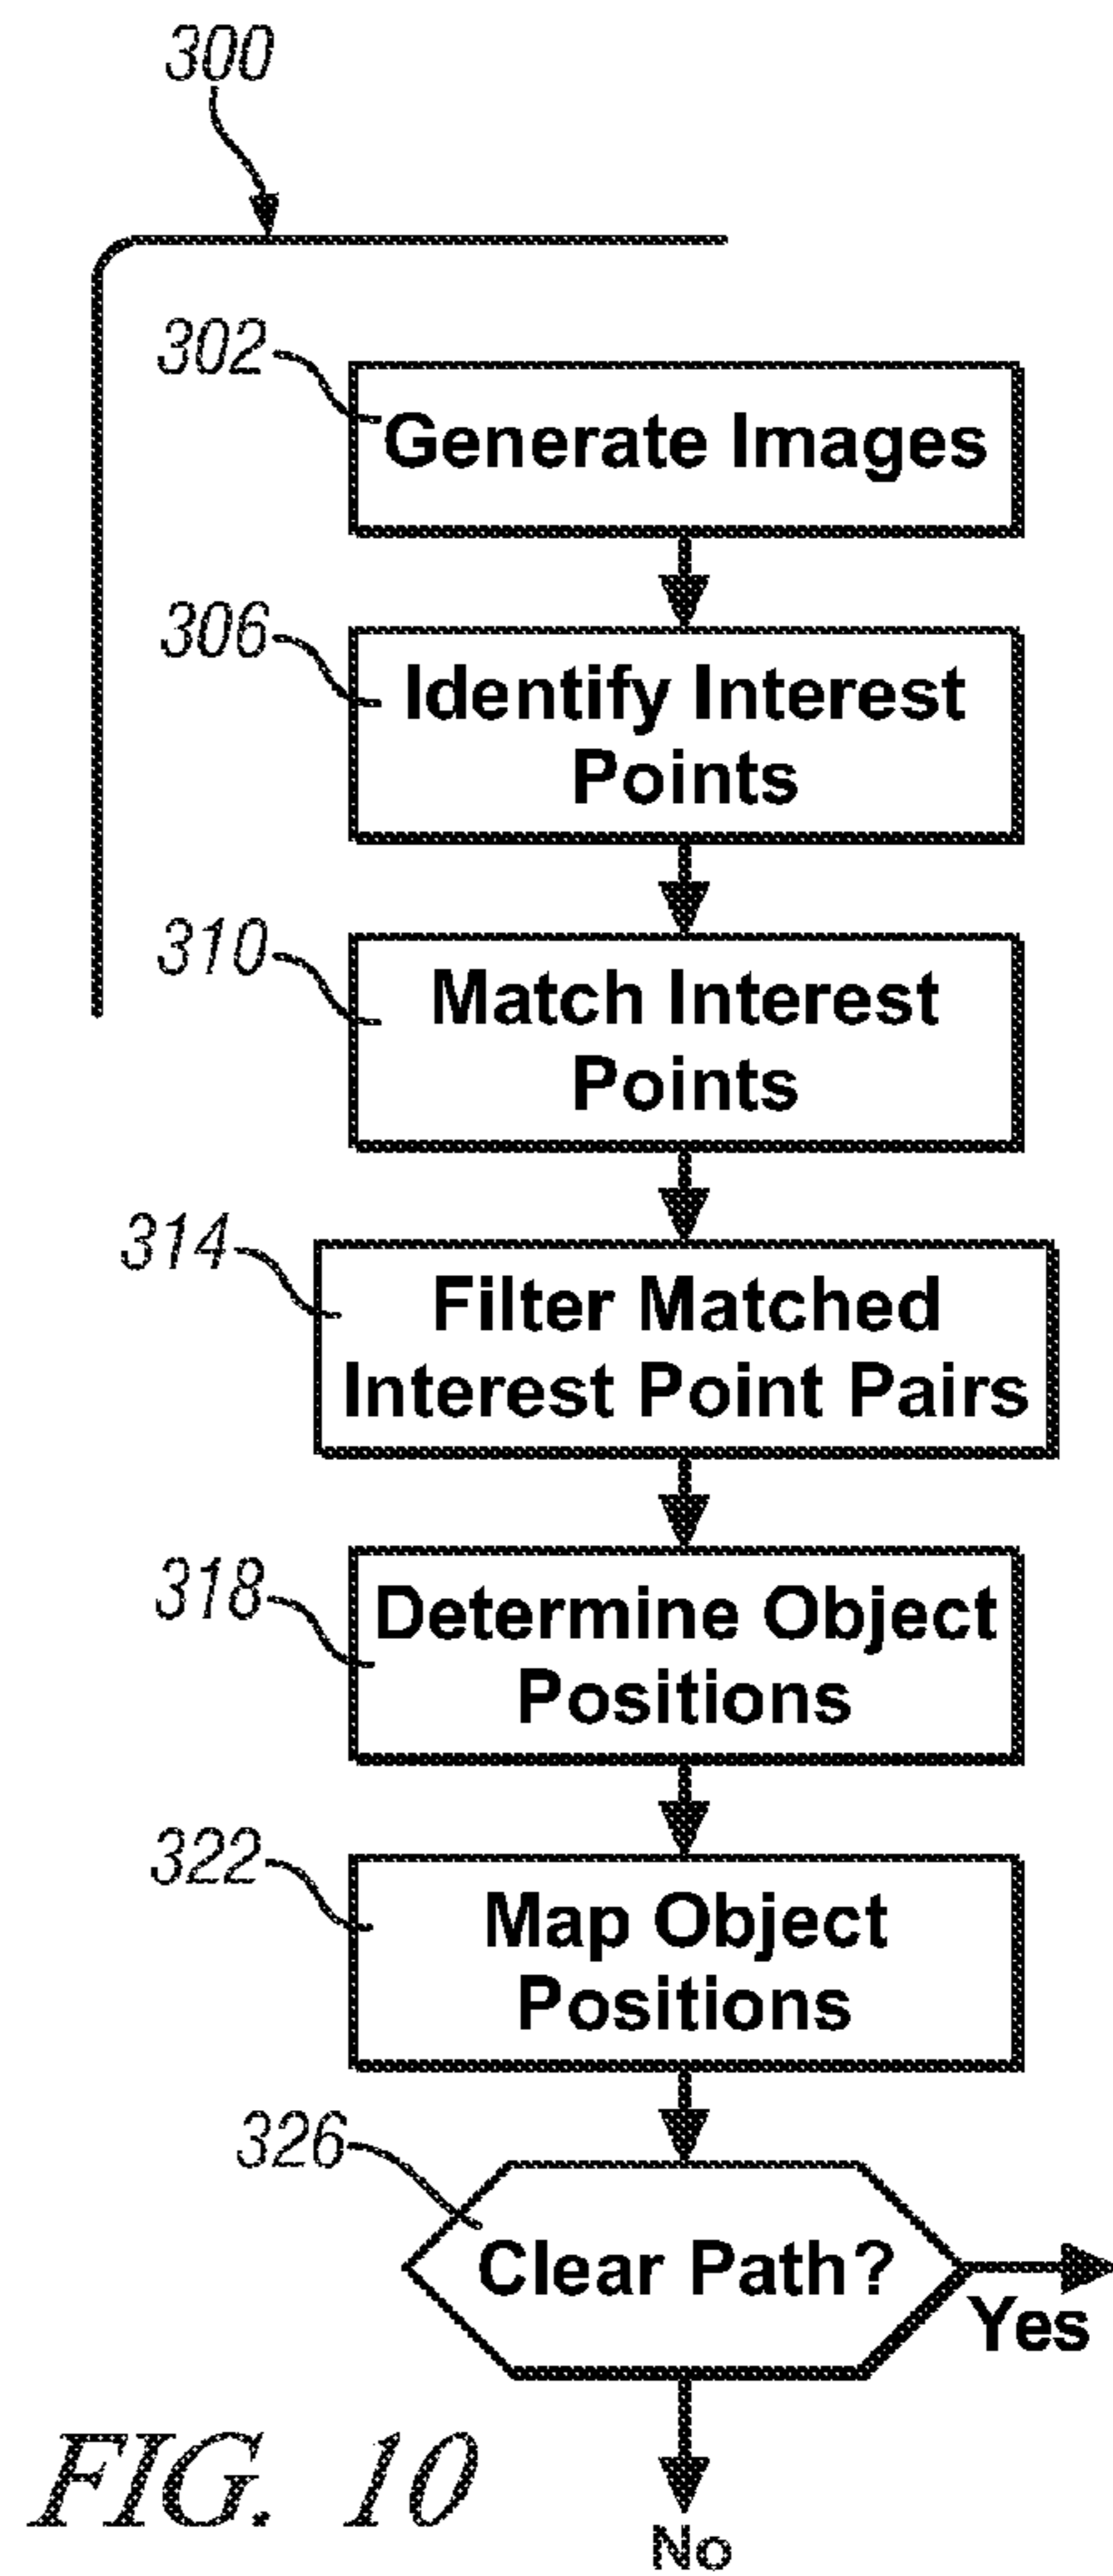 300
302
Generate Images
306
Identify Interest
Points
310
Match Interest
Points
314
Filter Matched
Interest Point Pairs
318
Determine Object
Positions
322
Map Object
Positions
326
Clear Path?
Yes
No
FIG. 10